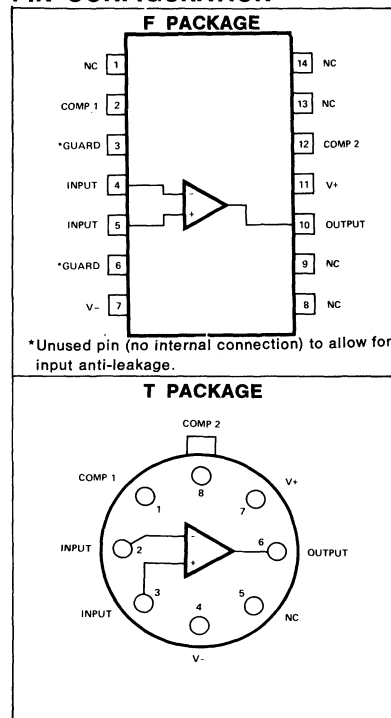 F PACKAGE
NC 1
14 NC
COMP 1 2
13 NC
*GUARD 3
12 COMP 2
INPUT 4
-
11 V+
INPUT 5
+
10 OUTPUT
*GUARD 6
9 NC
V- 7
8 NC
*Unused pin (no internal connection) to allow for
input anti-leakage.
T PACKAGE
COMP 2
COMP 1
8
V+
1
7
INPUT
2
-
6
OUTPUT
+
3
INPUT
4
5
NC
V-